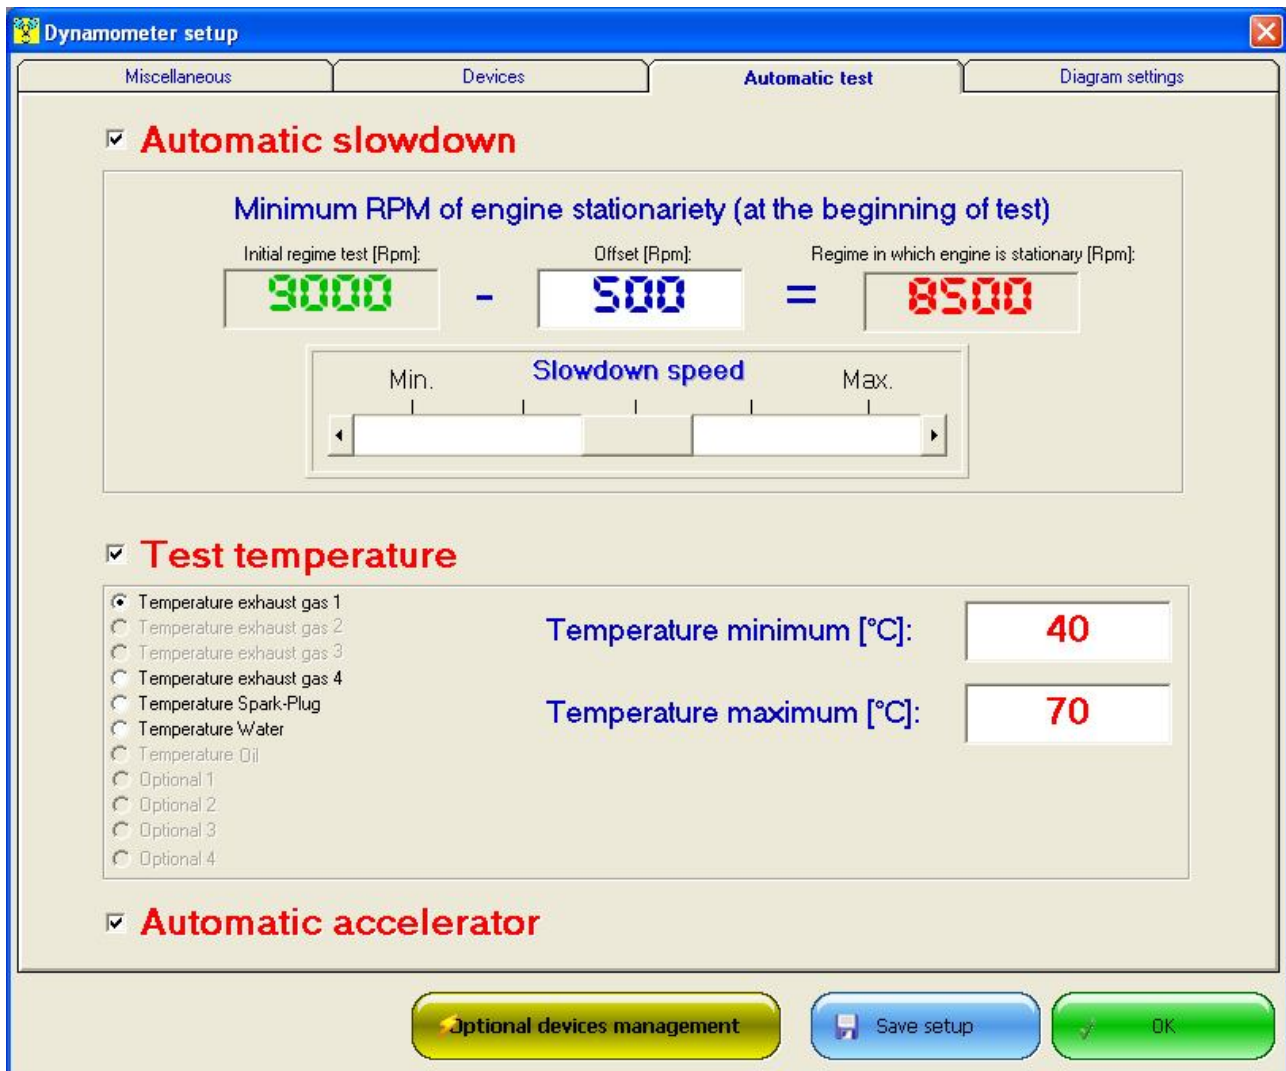 Dynamometer setup
Miscellaneous Devices Automatic test Diagram settings
Automatic slowdown
Minimum RPM of engine stationariety (at the beginning of test)
Initial regime test [Rpm]: Offset [Rpm]: Regime in which engine is stationary [Rpm]:
9000 - 500 = 8500
Slowdown speed
Min. Max.
Test temperature
Temperature exhaust gas 1
Temperature exhaust gas 2
Temperature exhaust gas 3
Temperature exhaust gas 4
Temperature Spark-Plug
Temperature Water
Temperature Oil
Optional 1
Optional 2
Optional 3
Optional 4
Temperature minimum [°C]: 40
Temperature maximum [°C]: 70
Automatic accelerator
Optional devices management Save setup OK